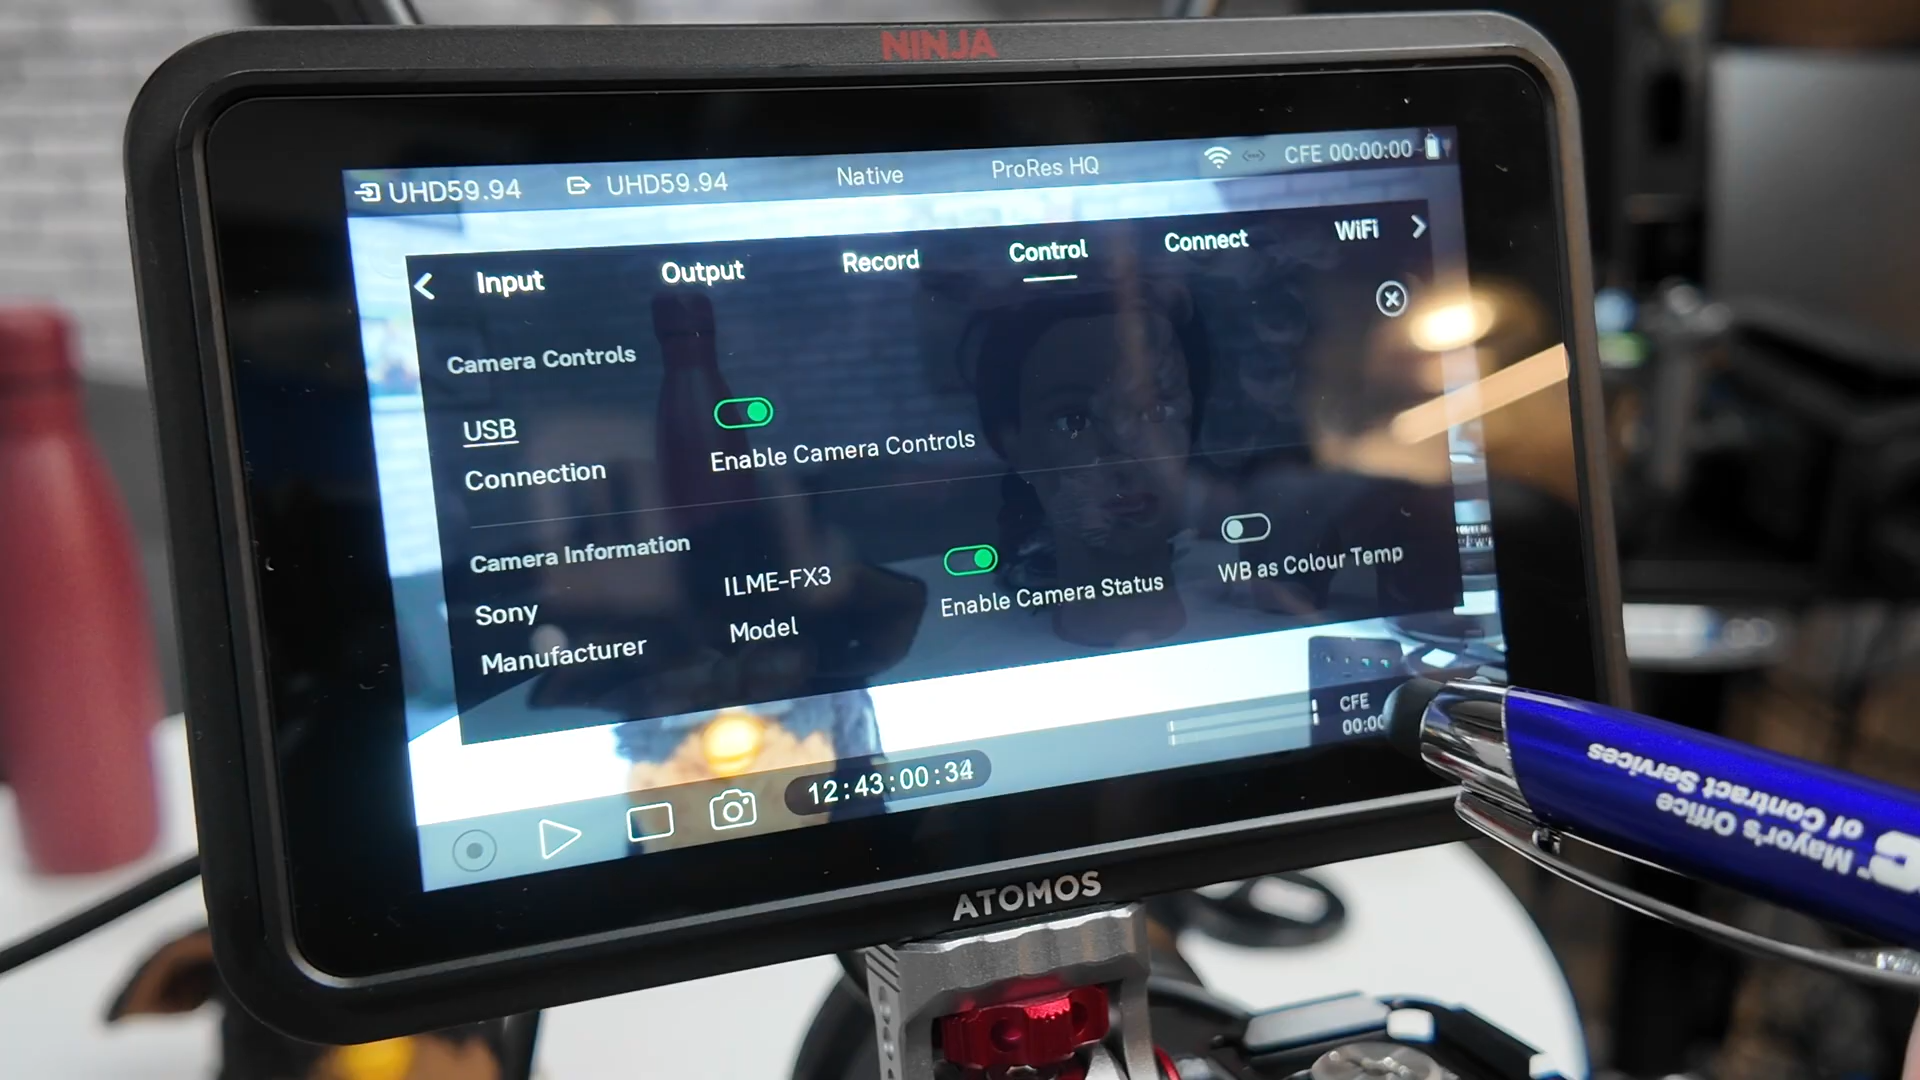 NINJA
UHD59.94 UHD59.94 Native ProRes HQ CFE 00:00:00
Input Output Record Control Connect WiFi
Camera Controls
USB
Connection
Enable Camera Controls
Camera Information
Sony
Manufacturer
ILME-FX3
Model
Enable Camera Status
WB as Colour Temp
CFE
00:00
12:43:00:34
ATOMOS
Mayor's Office
of Contract Services